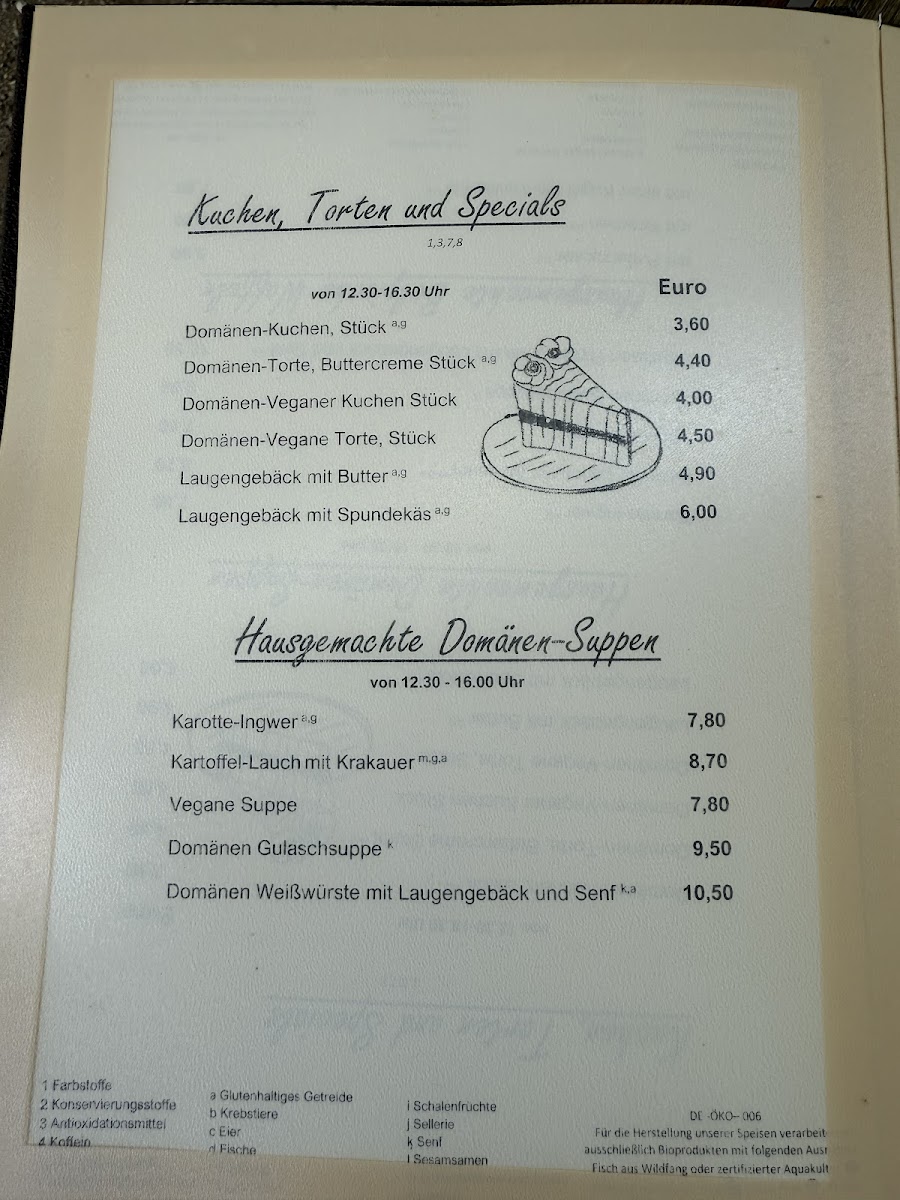 Kuchen, Torten und Specials
1,3,7,8
von 12.30-16.30 Uhr Euro
Domänen-Kuchen, Stück a,g 3,60
Domänen-Torte, Buttercreme Stück a,g 4,40
Domänen-Veganer Kuchen Stück 4,00
Domänen-Vegane Torte, Stück 4,50
Laugengebäck mit Butter a,g 4,90
Laugengebäck mit Spundekäs a,g 6,00
Hausgemachte Domänen-Suppen
von 12.30 - 16.00 Uhr
Karotte-Ingwer a,g 7,80
Kartoffel-Lauch mit Krakauer m,g,a 8,70
Vegane Suppe 7,80
Domänen Gulaschsuppe k 9,50
Domänen Weißwürste mit Laugengebäck und Senf k,a 10,50
1 Farbstoffe
2 Konservierungsstoffe
3 Antioxidationsmittel
4 Koffein
a Glutenhaltiges Getreide
b Krebstiere
c Eier
d Fische
i Schalenfrüchte
j Sellerie
k Senf
l Sesamsamen
DE -ÖKO- 006
Für die Herstellung unserer Speisen verarbeit
ausschließlich Bioprodukten mit folgenden Aus
Fisch aus Wildfang oder zertifizierter Aquakult